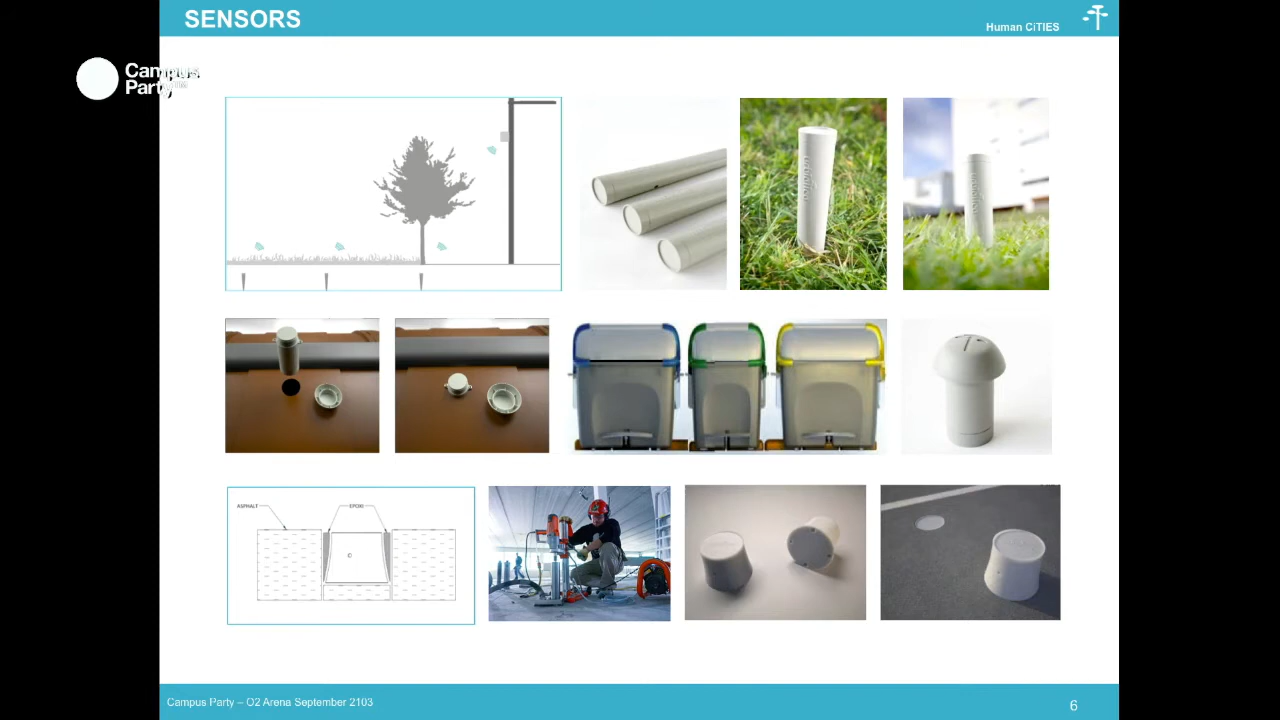 SENSORS
Human CiTIES
Campus
Party
ASPHALT
EPOXI
Campus Party – O2 Arena September 2103
6